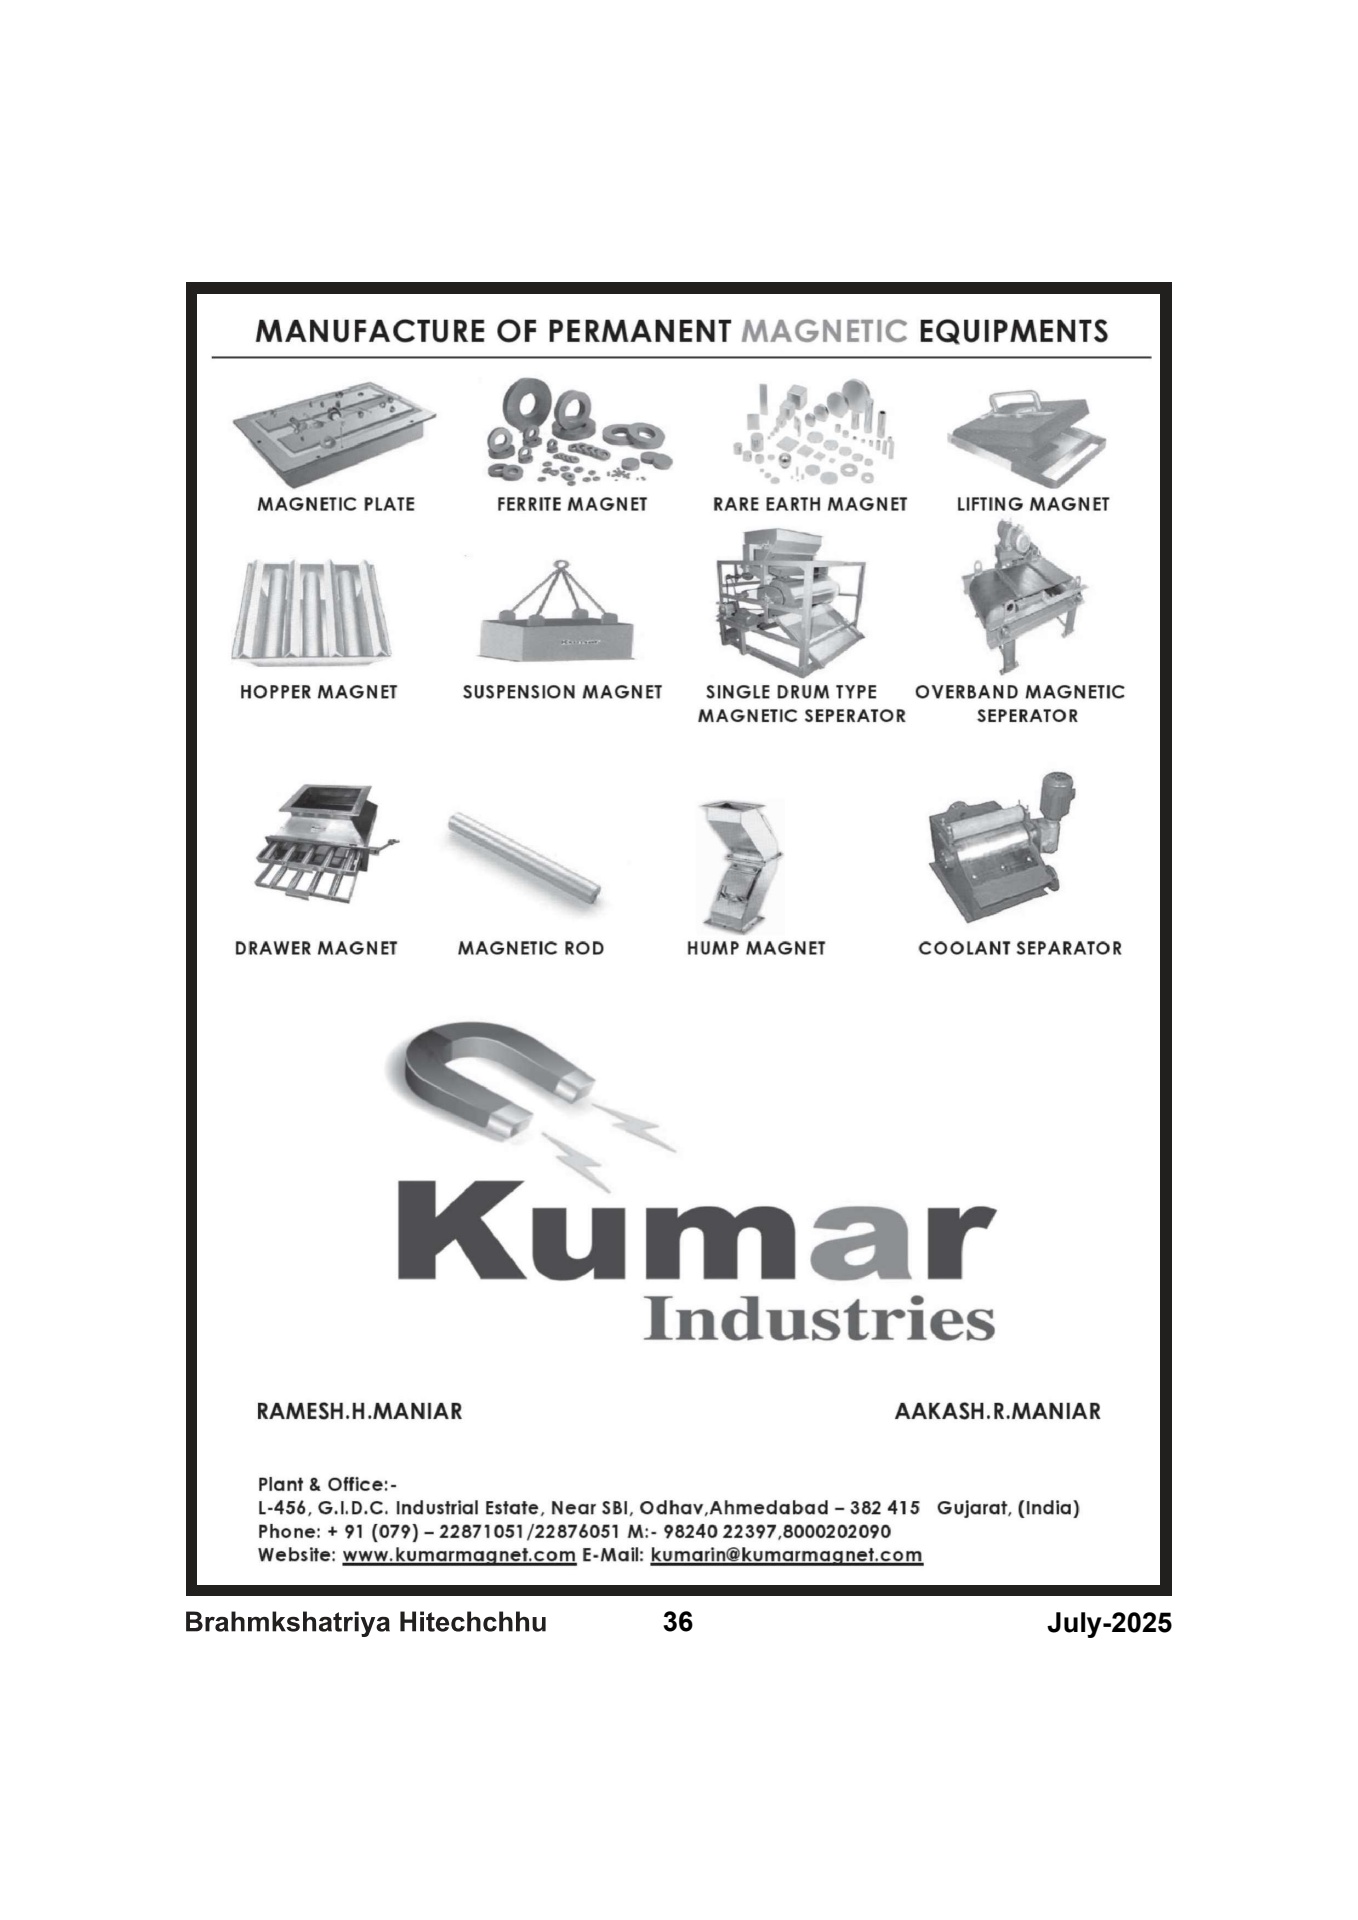 MANUFACTURE OF PERMANENT MAGNETIC EQUIPMENTS
MAGNETIC PLATE
FERRITE MAGNET
RARE EARTH MAGNET
LIFTING MAGNET
HOPPER MAGNET
SUSPENSION MAGNET
SINGLE DRUM TYPE
MAGNETIC SEPERATOR
OVERBAND MAGNETIC
SEPERATOR
DRAWER MAGNET
MAGNETIC ROD
HUMP MAGNET
COOLANT SEPARATOR
Kumar
Industries
RAMESH.H.MANIAR
AAKASH.R.MANIAR
Plant & Office:-
L-456, G.I.D.C. Industrial Estate, Near SBI, Odhav,Ahmedabad – 382 415 Gujarat, (India)
Phone: + 91 (079) – 22871051/22876051 M:- 98240 22397,8000202090
Website: www.kumarmagnet.com E-Mail: kumarin@kumarmagnet.com
Brahmkshatriya Hitechchhu 36 July-2025